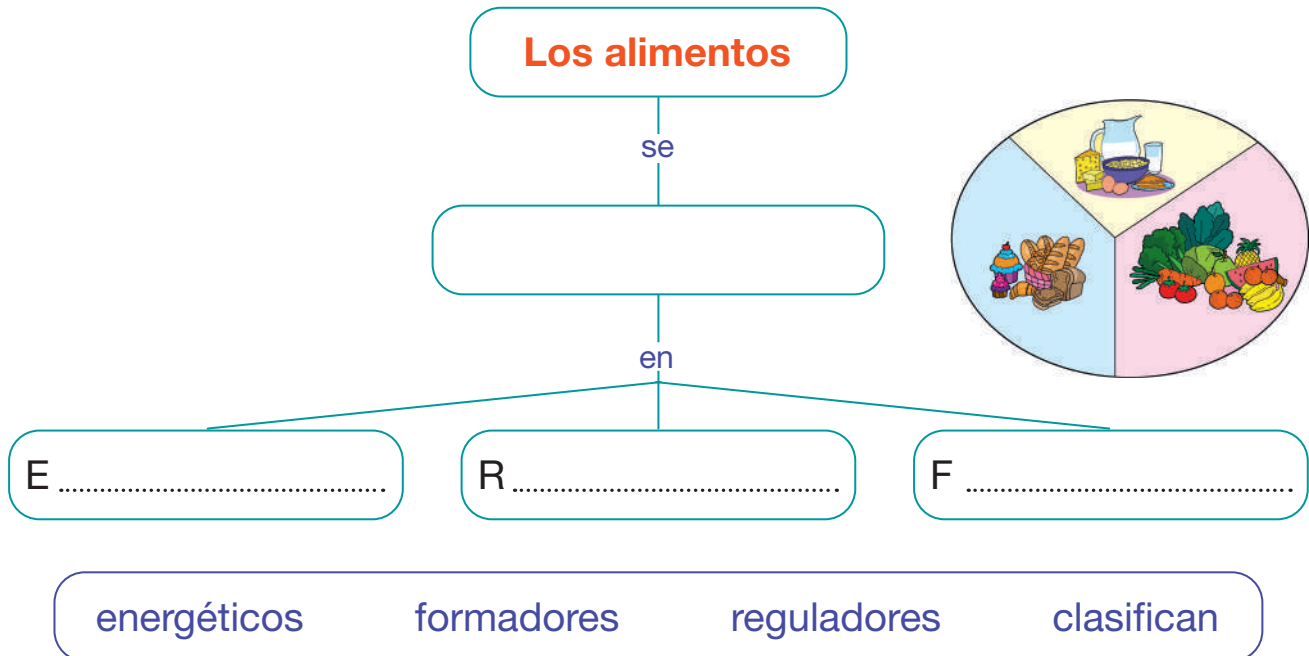 Los alimentos
se
en
E ........................................
R ........................................
F ........................................
energéticos formadores reguladores clasifican